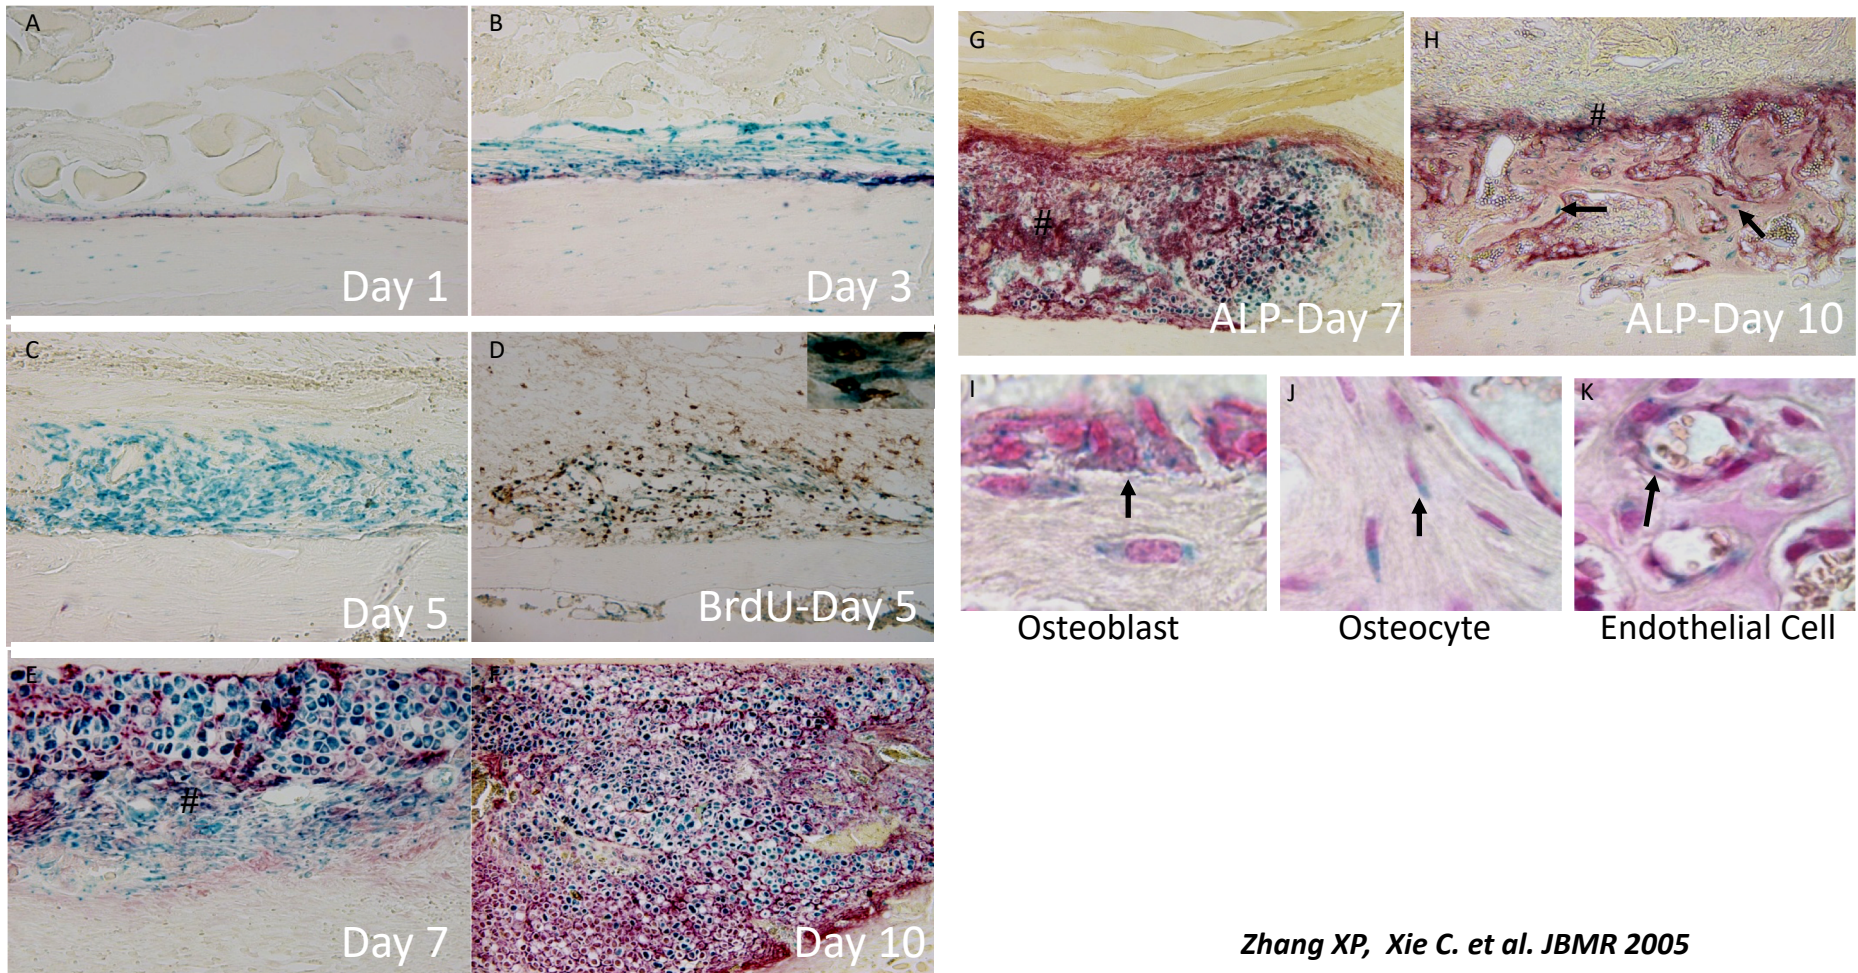 A
Day 1
B
Day 3
C
Day 5
D
BrdU-Day 5
E
#
Day 7
F
Day 10
G
#
ALP-Day 7
H
#
ALP-Day 10
I
Osteoblast
J
Osteocyte
K
Endothelial Cell
Zhang XP, Xie C. et al. JBMR 2005